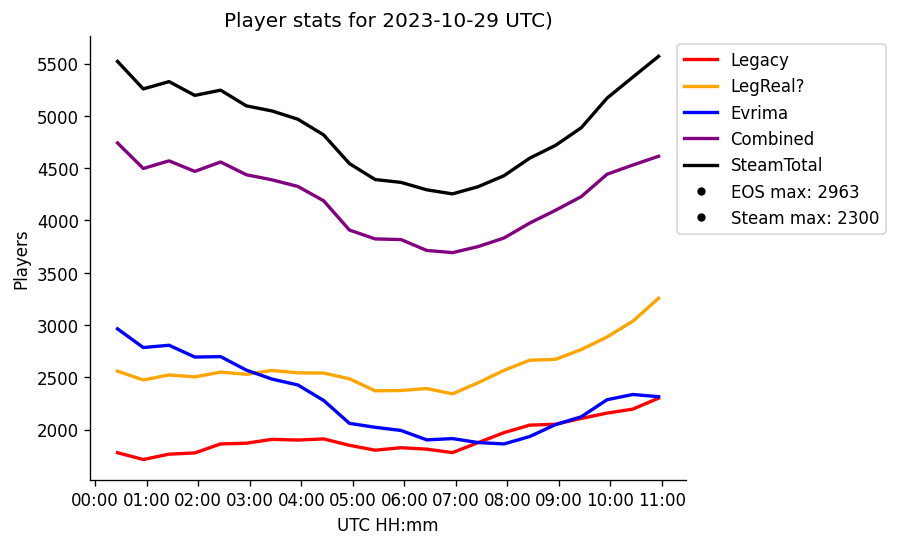 Player stats for 2023-10-29 UTC)
5500
5000
4500
4000
3500
3000
2500
2000
Players
00:00 01:00 02:00 03:00 04:00 05:00 06:00 07:00 08:00 09:00 10:00 11:00
UTC HH:mm
Legacy
LegReal?
Evrima
Combined
SteamTotal
EOS max: 2963
Steam max: 2300